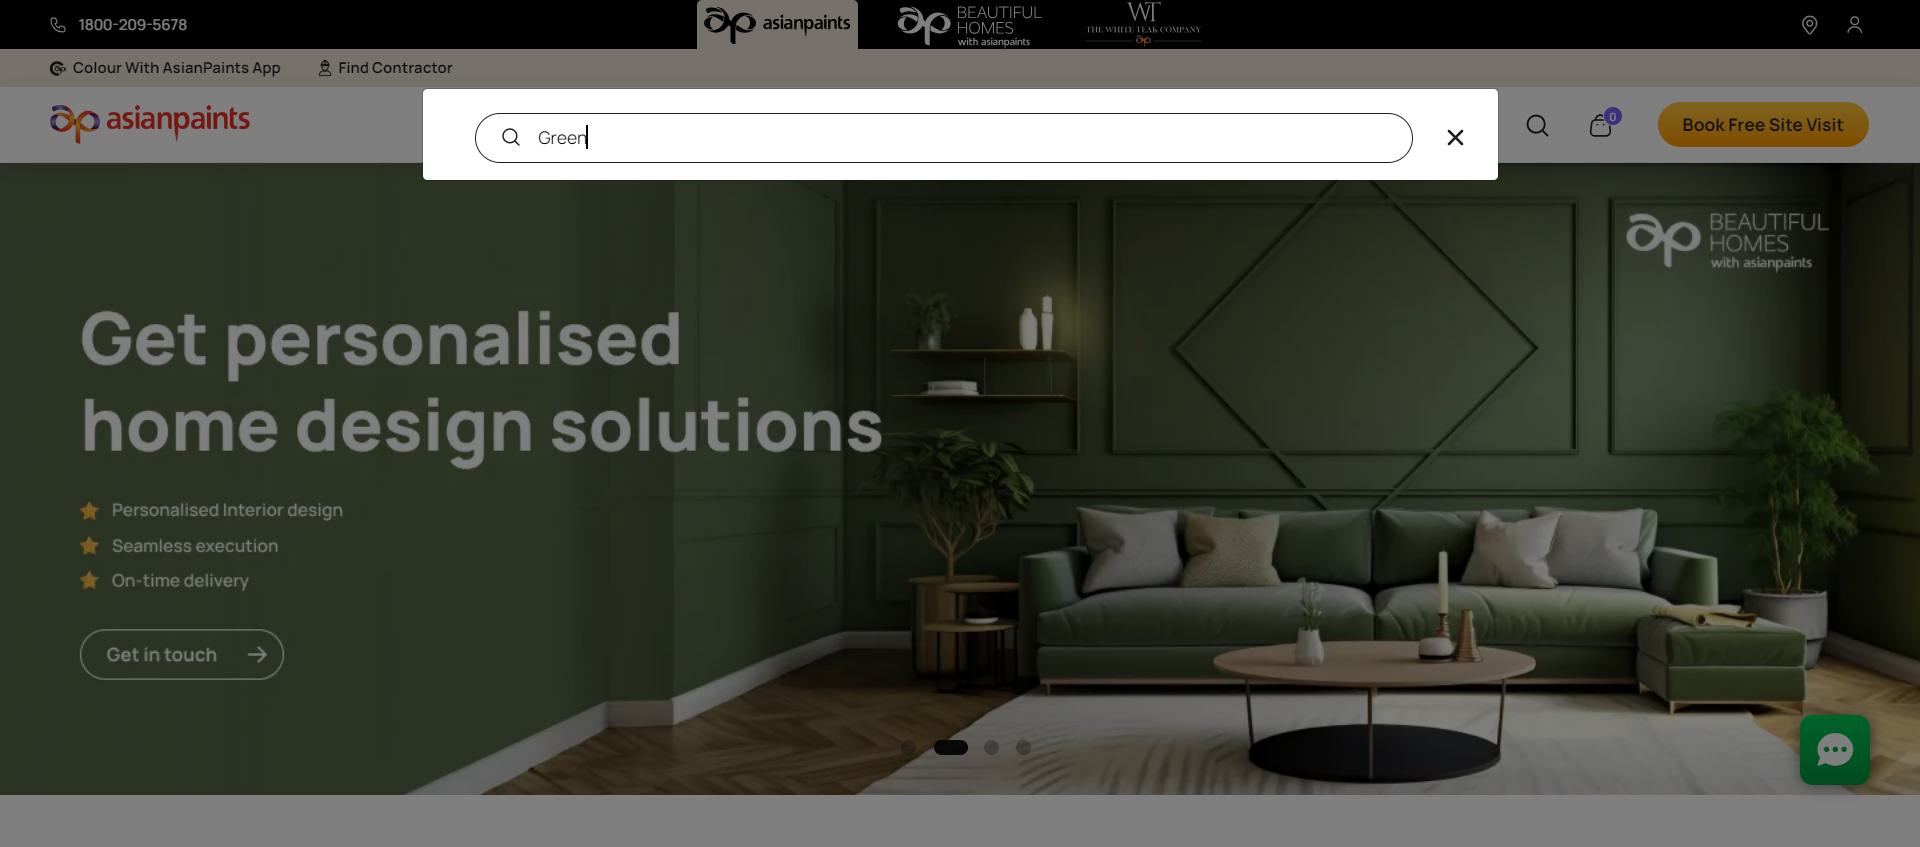 1800-209-5678
asianpaints
BEAUTIFUL
HOMES
with asianpaints
WT
THE WHITE TEAK COMPANY
Colour With AsianPaints App
Find Contractor
asianpaints
Green
0
Book Free Site Visit
BEAUTIFUL
HOMES
with asianpaints
Get personalised
home design solutions
Personalised Interior design
Seamless execution
On-time delivery
Get in touch